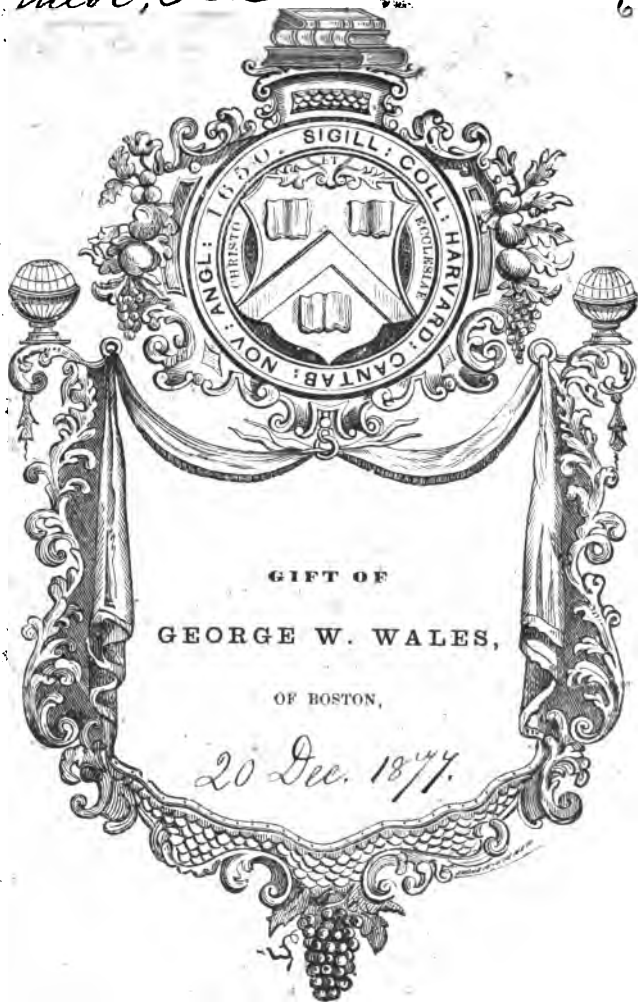 SIGILL: COLL: HARVARD: CANTAB: NOV: ANGL: 1650.
ET
CHRISTO
ECCLESIAE
GIFT OF
GEORGE W. WALES,
OF BOSTON,
20 Dec. 1877.